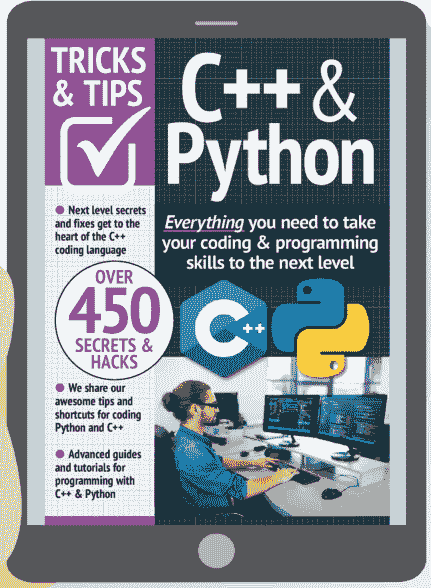 TRICKS
& TIPS
C++ &
Python
Everything you need to take
your coding & programming
skills to the next level
Next level secrets
and fixes get to the
heart of the C++
coding language
OVER
450
SECRETS &
HACKS
C++
We share our
awesome tips and
shortcuts for coding
Python and C++
Advanced guides
and tutorials for
programming with
C++ & Python